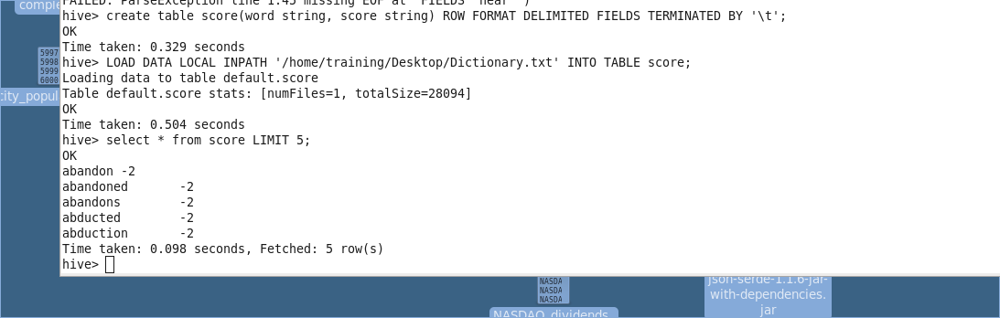 comple
FAILED: ParseException line 1:45 missing EOF at 'FIELDS' near ')'
hive> create table score(word string, score string) ROW FORMAT DELIMITED FIELDS TERMINATED BY '\t';
OK
Time taken: 0.329 seconds
hive> LOAD DATA LOCAL INPATH '/home/training/Desktop/Dictionary.txt' INTO TABLE score;
Loading data to table default.score
Table default.score stats: [numFiles=1, totalSize=28094]
OK
Time taken: 0.504 seconds
hive> select * from score LIMIT 5;
OK
abandon -2
abandoned -2
abandons -2
abducted -2
abduction -2
Time taken: 0.098 seconds, Fetched: 5 row(s)
hive>
5997
5998
5999
6000
city_popul
NASDA
NASDA
NASDA
NASDAQ_dividends_
json-serde-1.1.6-jar-
with-dependencies.
jar